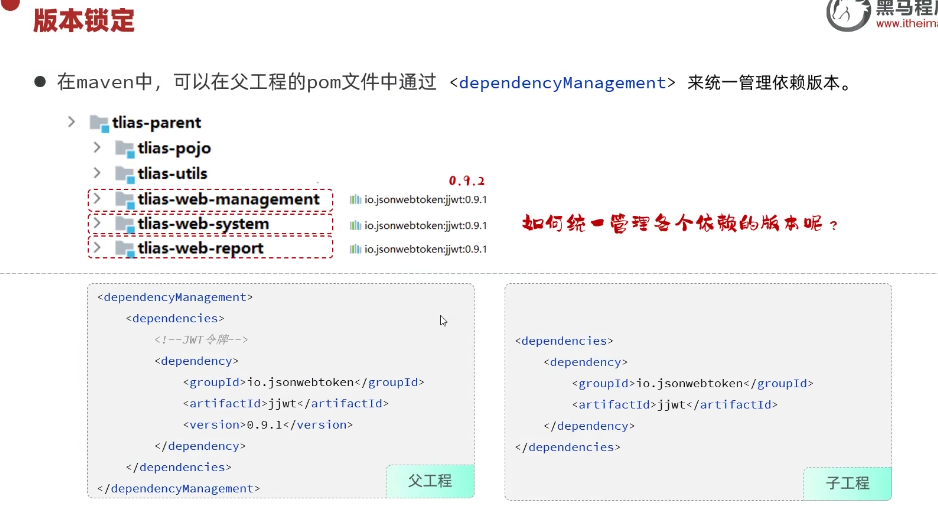 版本锁定
黑马程
www.itheima
● 在maven中，可以在父工程的pom文件中通过 <dependencyManagement> 来统一管理依赖版本。
tlias-parent
tlias-pojo
tlias-utils
0.9.2
tlias-web-management io.jsonwebtoken:jjwt:0.9.1
tlias-web-system io.jsonwebtoken:jjwt:0.9.1
如何统一管理各个依赖的版本呢？
tlias-web-report io.jsonwebtoken:jjwt:0.9.1
<dependencyManagement>
<dependencies>
<!--JWT令牌-->
<dependency>
<groupId>io.jsonwebtoken</groupId>
<artifactId>jjwt</artifactId>
<version>0.9.1</version>
</dependency>
</dependencies>
</dependencyManagement>
父工程
<dependencies>
<dependency>
<groupId>io.jsonwebtoken</groupId>
<artifactId>jjwt</artifactId>
</dependency>
</dependencies>
子工程